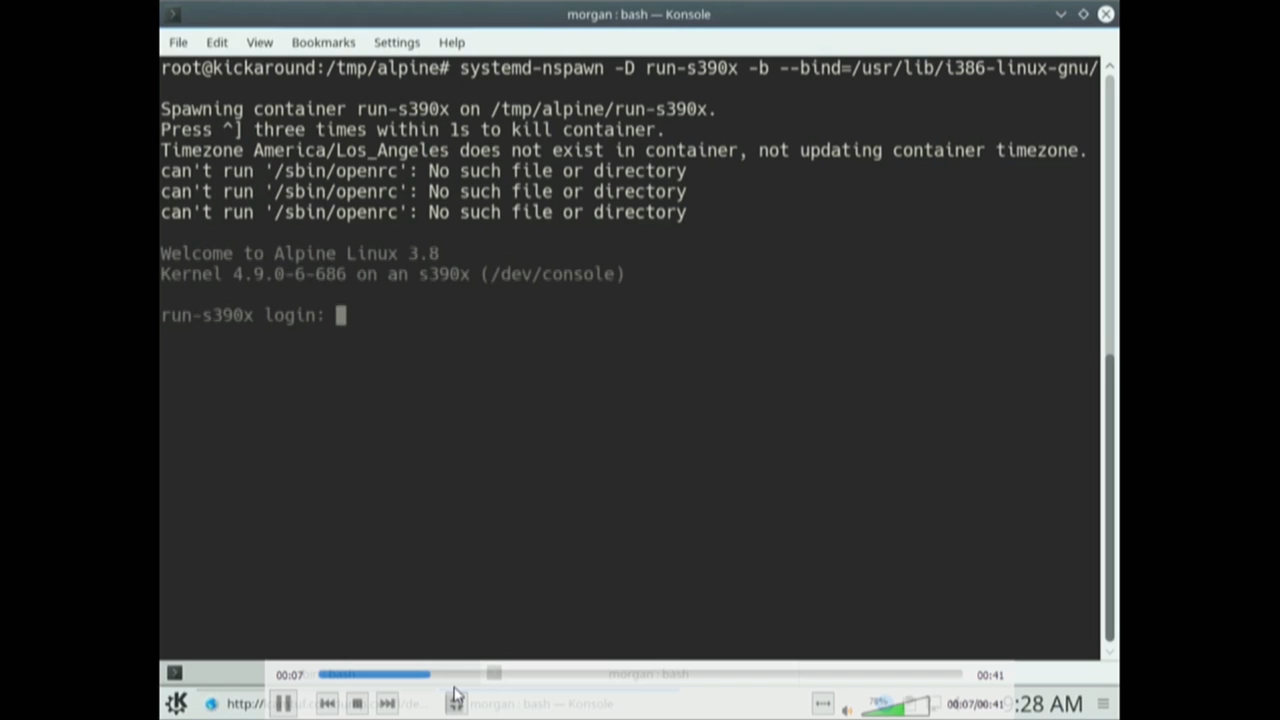 morgan : bash — Konsole
File Edit View Bookmarks Settings Help
root@kickaround:/tmp/alpine# systemd-nspawn -D run-s390x -b --bind=/usr/lib/i386-linux-gnu/
Spawning container run-s390x on /tmp/alpine/run-s390x.
Press ^] three times within 1s to kill container.
Timezone America/Los_Angeles does not exist in container, not updating container timezone.
can't run '/sbin/openrc': No such file or directory
can't run '/sbin/openrc': No such file or directory
can't run '/sbin/openrc': No such file or directory
Welcome to Alpine Linux 3.8
Kernel 4.9.0-6-686 on an s390x (/dev/console)
run-s390x login:
00:07 bash morgan : bash 00:41
http:// morgan : bash — Konsole 78% 00:07/00:41 9:28 AM